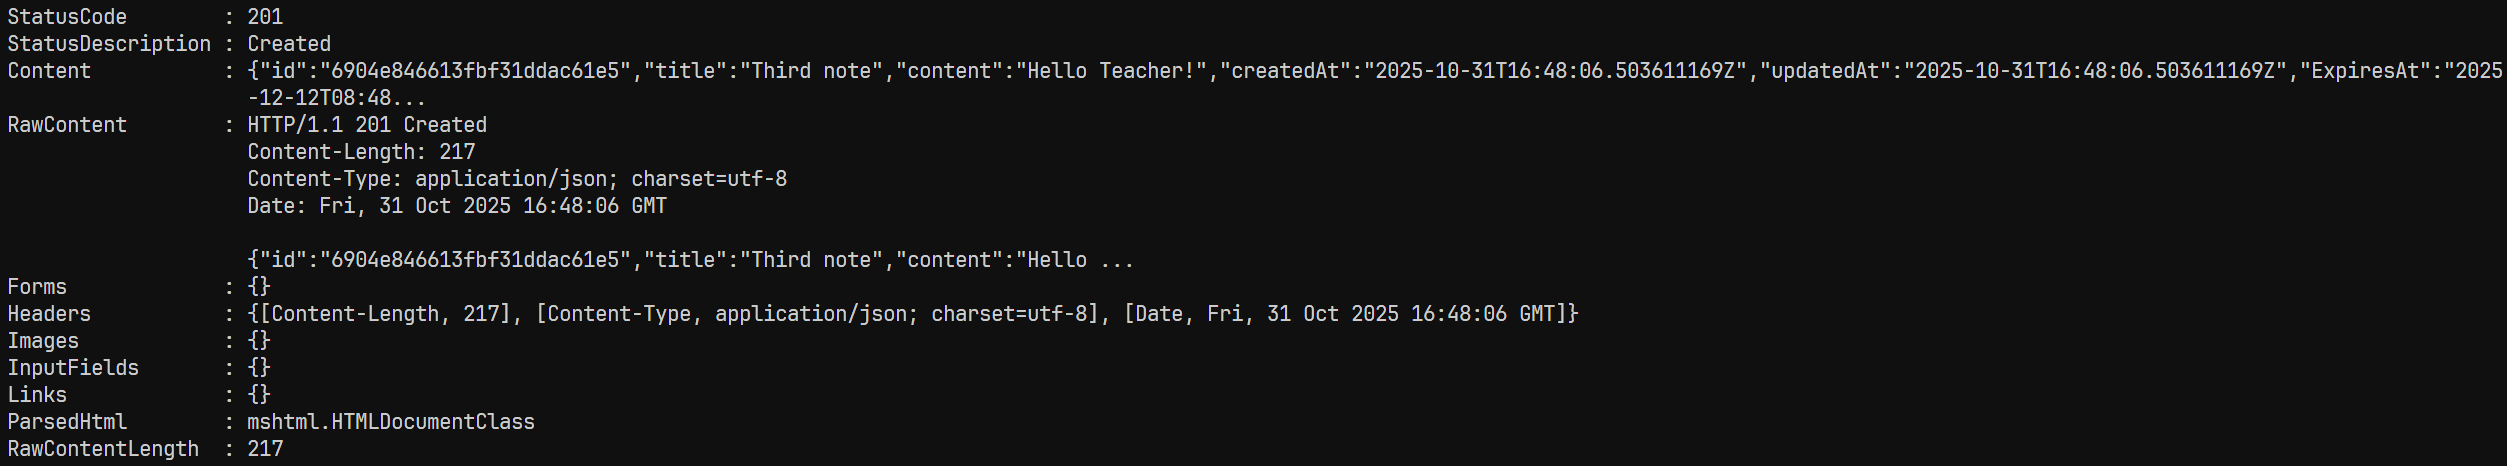 StatusCode        : 201
StatusDescription : Created
Content           : {"id":"6904e846613fbf31ddac61e5","title":"Third note","content":"Hello Teacher!","createdAt":"2025-10-31T16:48:06.503611169Z","updatedAt":"2025-10-31T16:48:06.503611169Z","ExpiresAt":"2025
                    -12-12T08:48...
RawContent        : HTTP/1.1 201 Created
                    Content-Length: 217
                    Content-Type: application/json; charset=utf-8
                    Date: Fri, 31 Oct 2025 16:48:06 GMT

                    {"id":"6904e846613fbf31ddac61e5","title":"Third note","content":"Hello ...
Forms             : {}
Headers           : {[Content-Length, 217], [Content-Type, application/json; charset=utf-8], [Date, Fri, 31 Oct 2025 16:48:06 GMT]}
Images            : {}
InputFields       : {}
Links             : {}
ParsedHtml        : mshtml.HTMLDocumentClass
RawContentLength  : 217